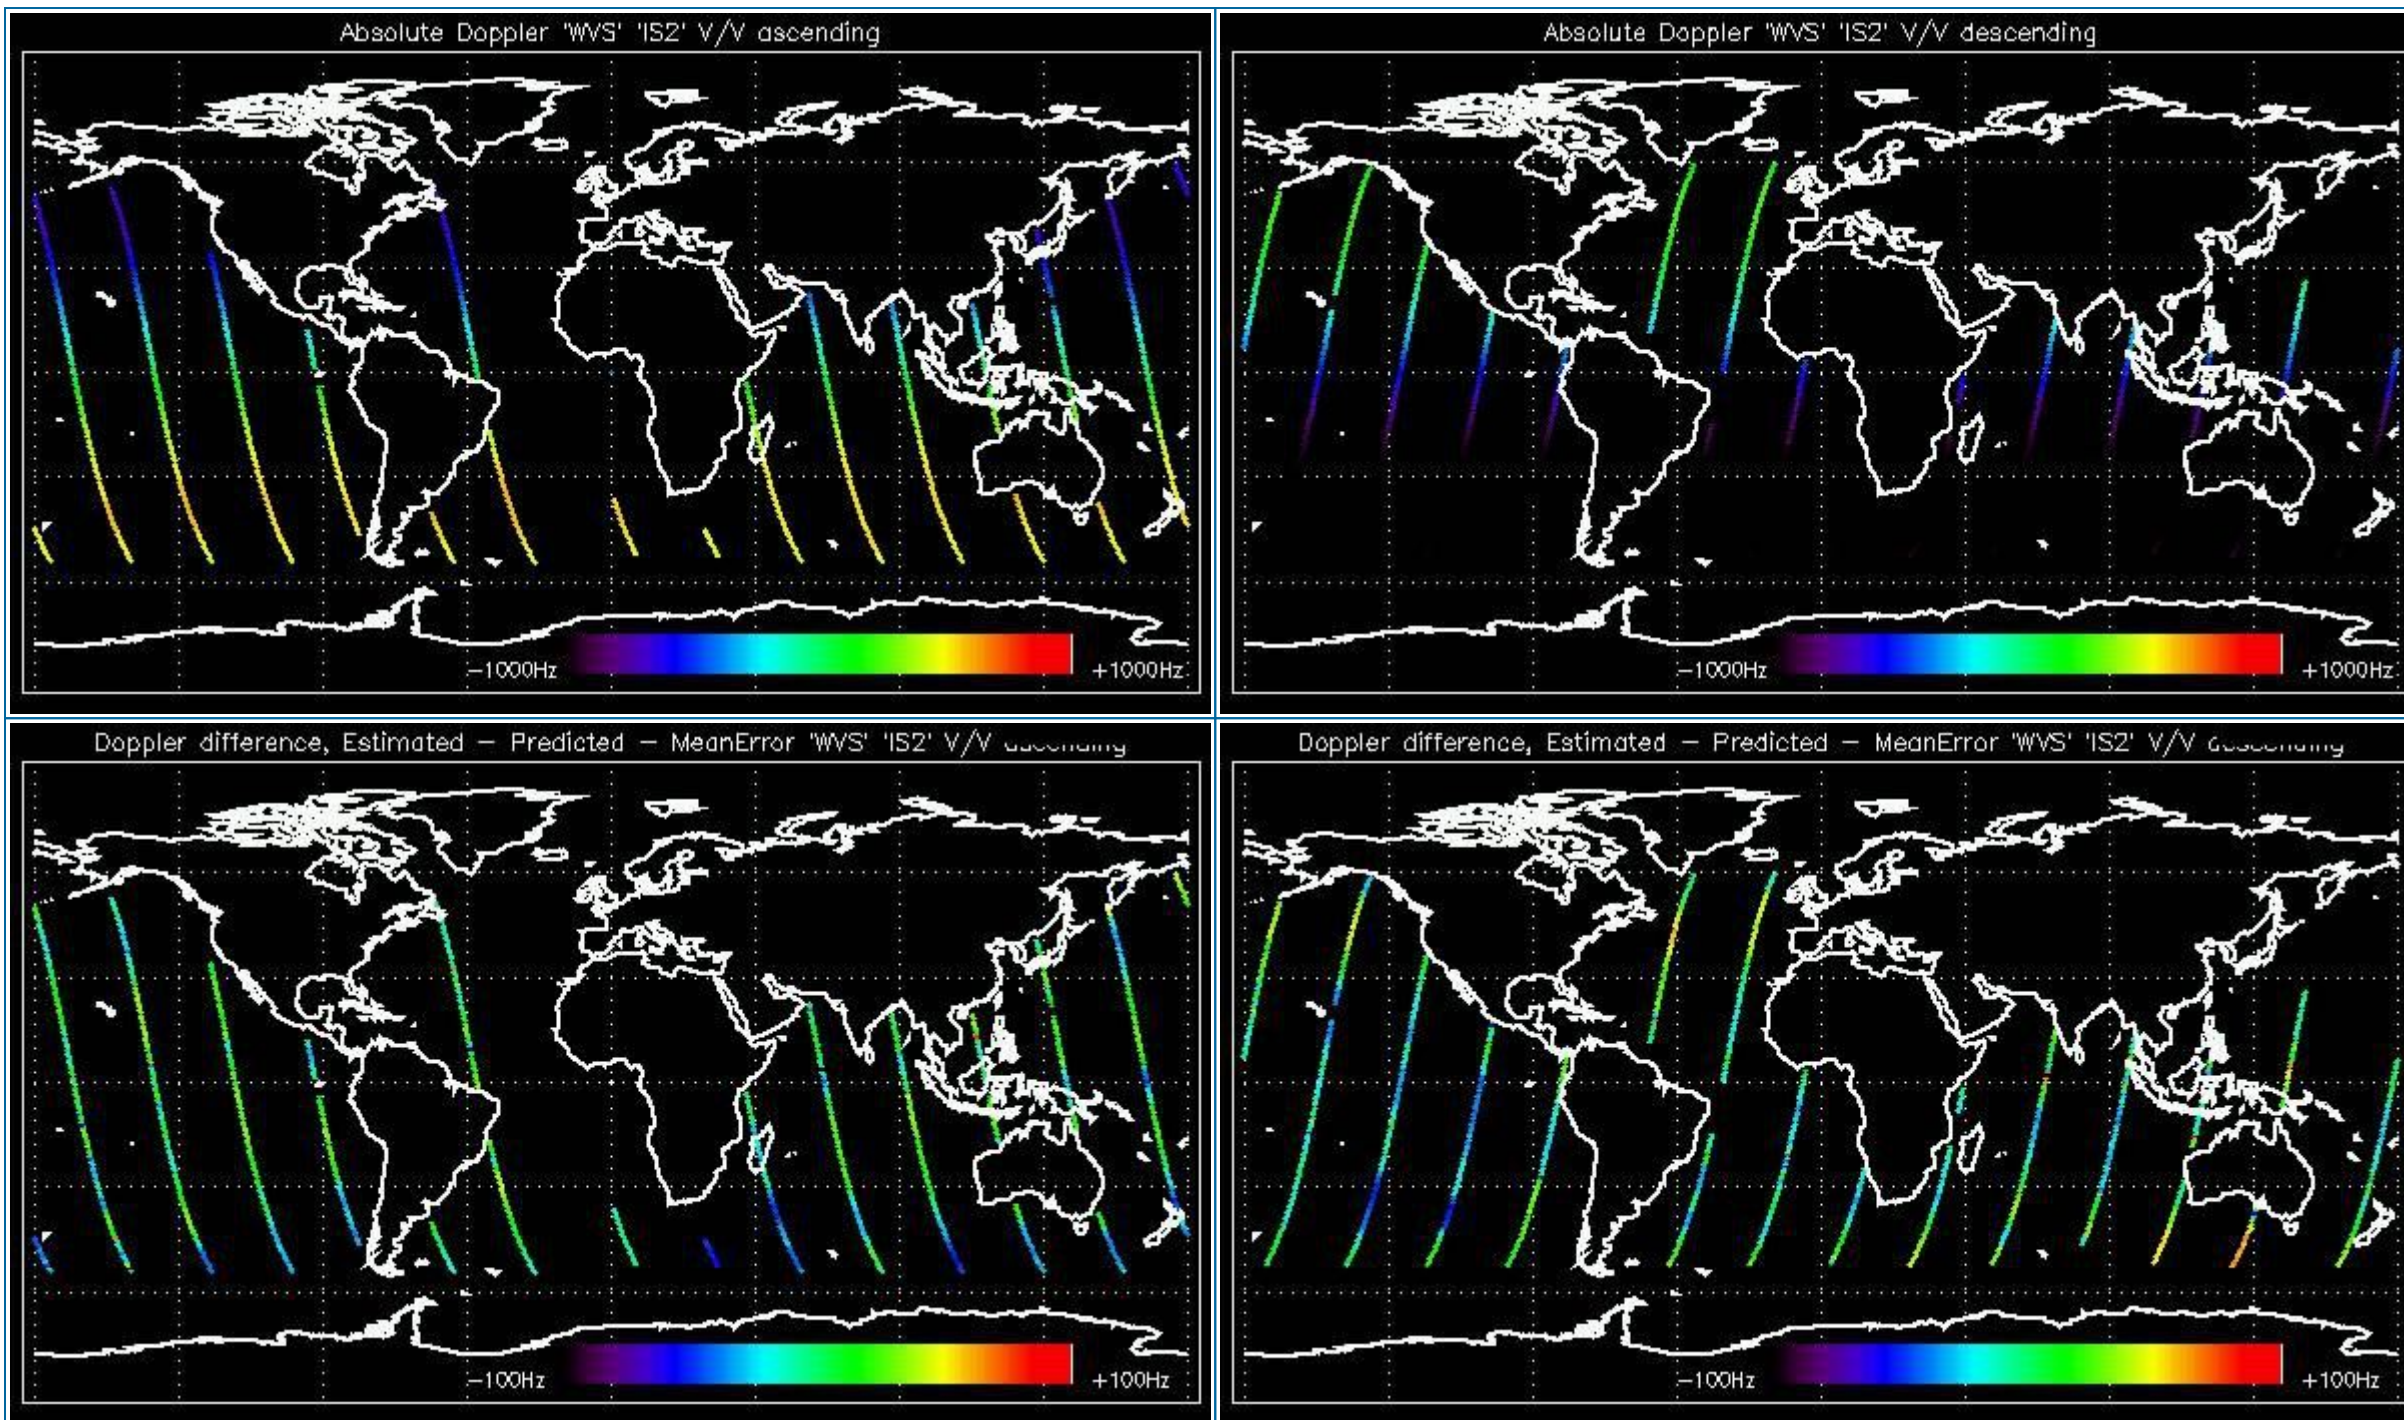 Absolute Doppler 'WVS' 'IS2' V/V ascending
-1000Hz +1000Hz
Absolute Doppler 'WVS' 'IS2' V/V descending
-1000Hz +1000Hz
Doppler difference, Estimated - Predicted - MeanError 'WVS' 'IS2' V/V
-100Hz +100Hz
Doppler difference, Estimated - Predicted - MeanError 'WVS' 'IS2' V/V
-100Hz +100Hz